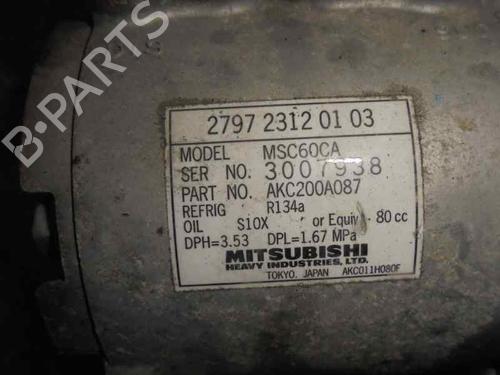 B-PARTS
2797 2312 01 03
MODEL MSC60CA
SER NO. 3007938
PART NO. AKC200A087
REFRIG R134a
OIL S10X or Equiv. 80 cc
DPH=3.53 DPL=1.67 MPa
MITSUBISHI
HEAVY INDUSTRIES, LTD.
TOKYO, JAPAN AKC011H080F